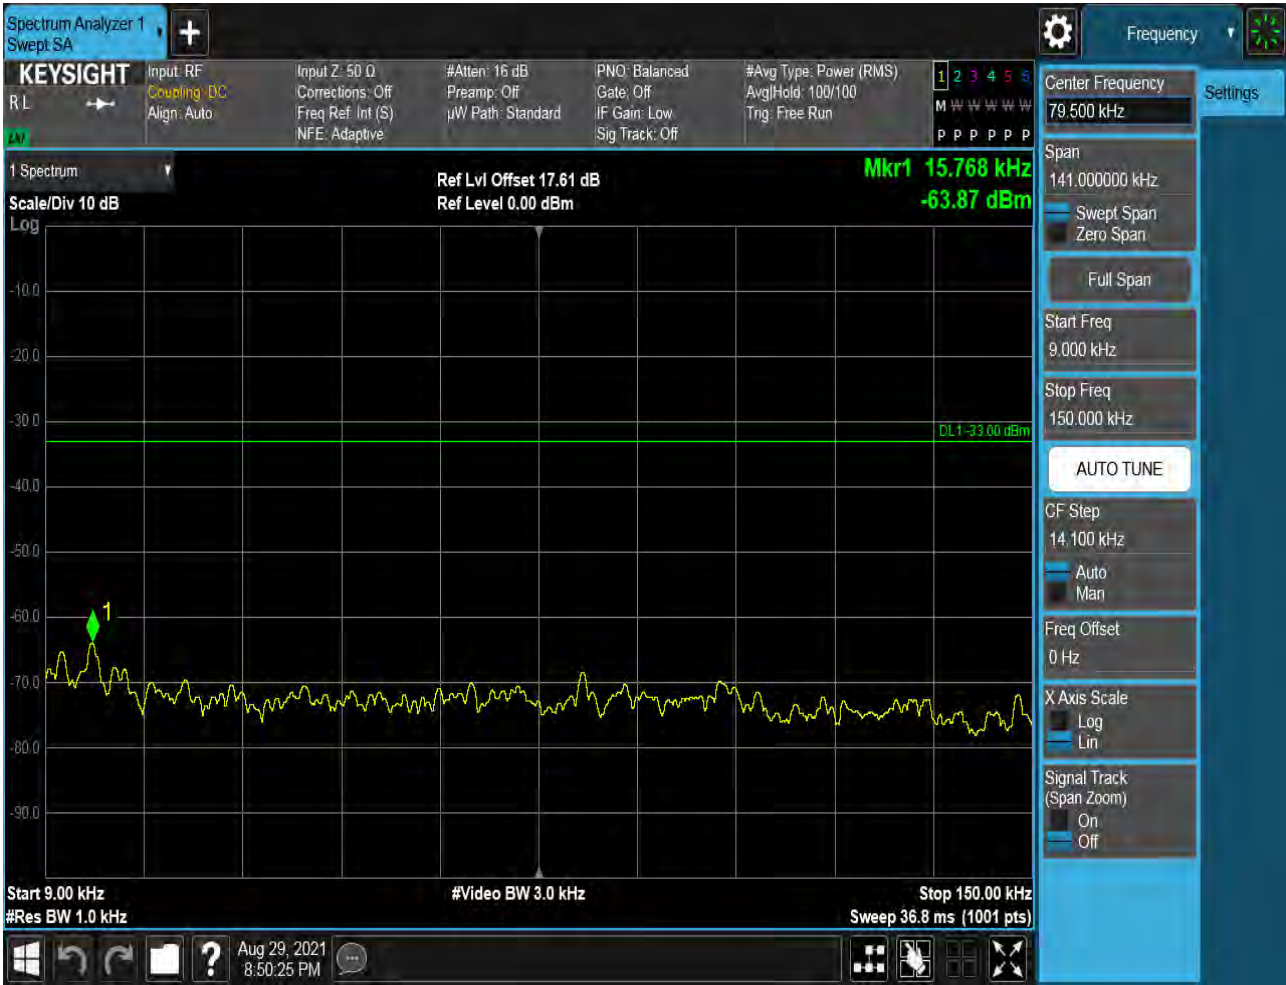 Spectrum Analyzer 1
Swept SA
Frequency
KEYSIGHT
R L
Input: RF
Coupling: DC
Align: Auto
Input Z: 50 Ω
Corrections: Off
Freq Ref: Int (S)
NFE: Adaptive
#Atten: 16 dB
Preamp: Off
µW Path: Standard
PNO: Balanced
Gate: Off
IF Gain: Low
Sig Track: Off
#Avg Type: Power (RMS)
Avg|Hold: 100/100
Trig: Free Run
1 2 3 4 5 6
M W W W W W
P P P P P P
1 Spectrum
Scale/Div 10 dB
Log
Ref Lvl Offset 17.61 dB
Ref Level 0.00 dBm
Mkr1 15.768 kHz
-63.87 dBm
-10.0
-20.0
-30.0
DL1 -33.00 dBm
-40.0
-50.0
-60.0
1
-70.0
-80.0
-90.0
Start 9.00 kHz
#Video BW 3.0 kHz
Stop 150.00 kHz
#Res BW 1.0 kHz
Sweep 36.8 ms (1001 pts)
Center Frequency
79.500 kHz
Settings
Span
141.000000 kHz
Swept Span
Zero Span
Full Span
Start Freq
9.000 kHz
Stop Freq
150.000 kHz
AUTO TUNE
CF Step
14.100 kHz
Auto
Man
Freq Offset
0 Hz
X Axis Scale
Log
Lin
Signal Track
(Span Zoom)
On
Off
?
Aug 29, 2021
8:50:25 PM